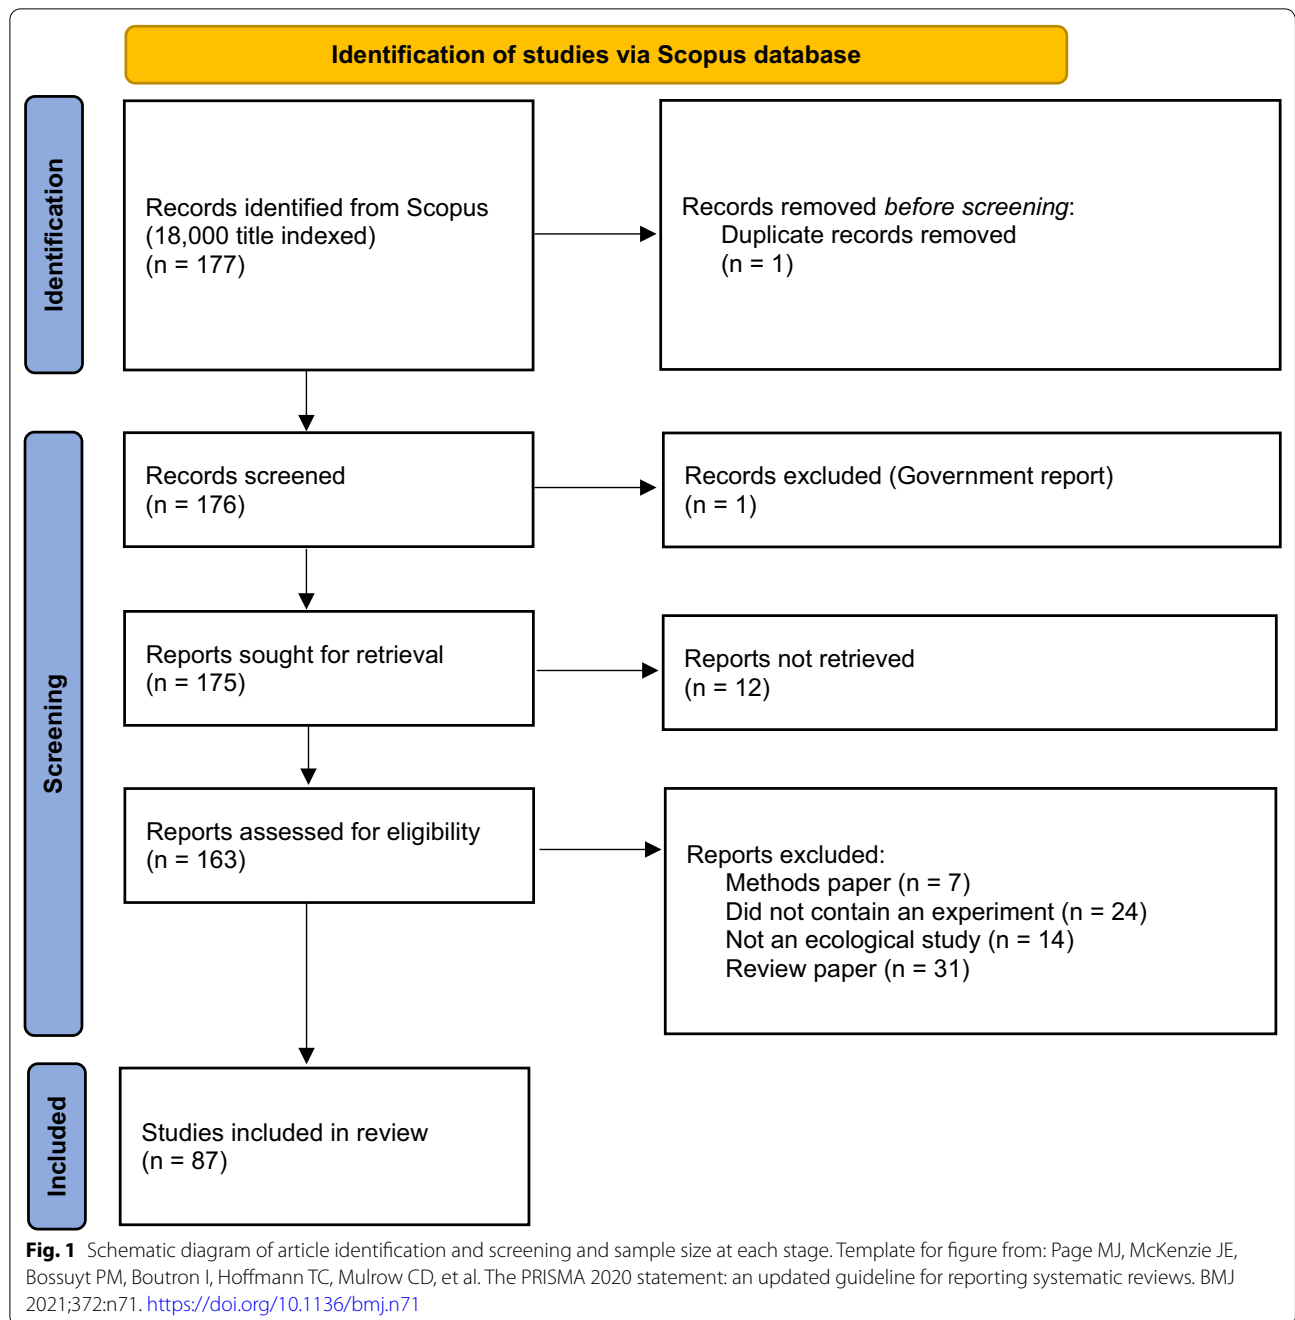 Identification of studies via Scopus database
Identification
Records identified from Scopus
(18,000 title indexed)
(n = 177)
Records removed before screening:
Duplicate records removed
(n = 1)
Screening
Records screened
(n = 176)
Records excluded (Government report)
(n = 1)
Reports sought for retrieval
(n = 175)
Reports not retrieved
(n = 12)
Reports assessed for eligibility
(n = 163)
Reports excluded:
Methods paper (n = 7)
Did not contain an experiment (n = 24)
Not an ecological study (n = 14)
Review paper (n = 31)
Included
Studies included in review
(n = 87)
Fig. 1 Schematic diagram of article identification and screening and sample size at each stage. Template for figure from: Page MJ, McKenzie JE,
Bossuyt PM, Boutron I, Hoffmann TC, Mulrow CD, et al. The PRISMA 2020 statement: an updated guideline for reporting systematic reviews. BMJ
2021;372:n71. https://doi.org/10.1136/bmj.n71